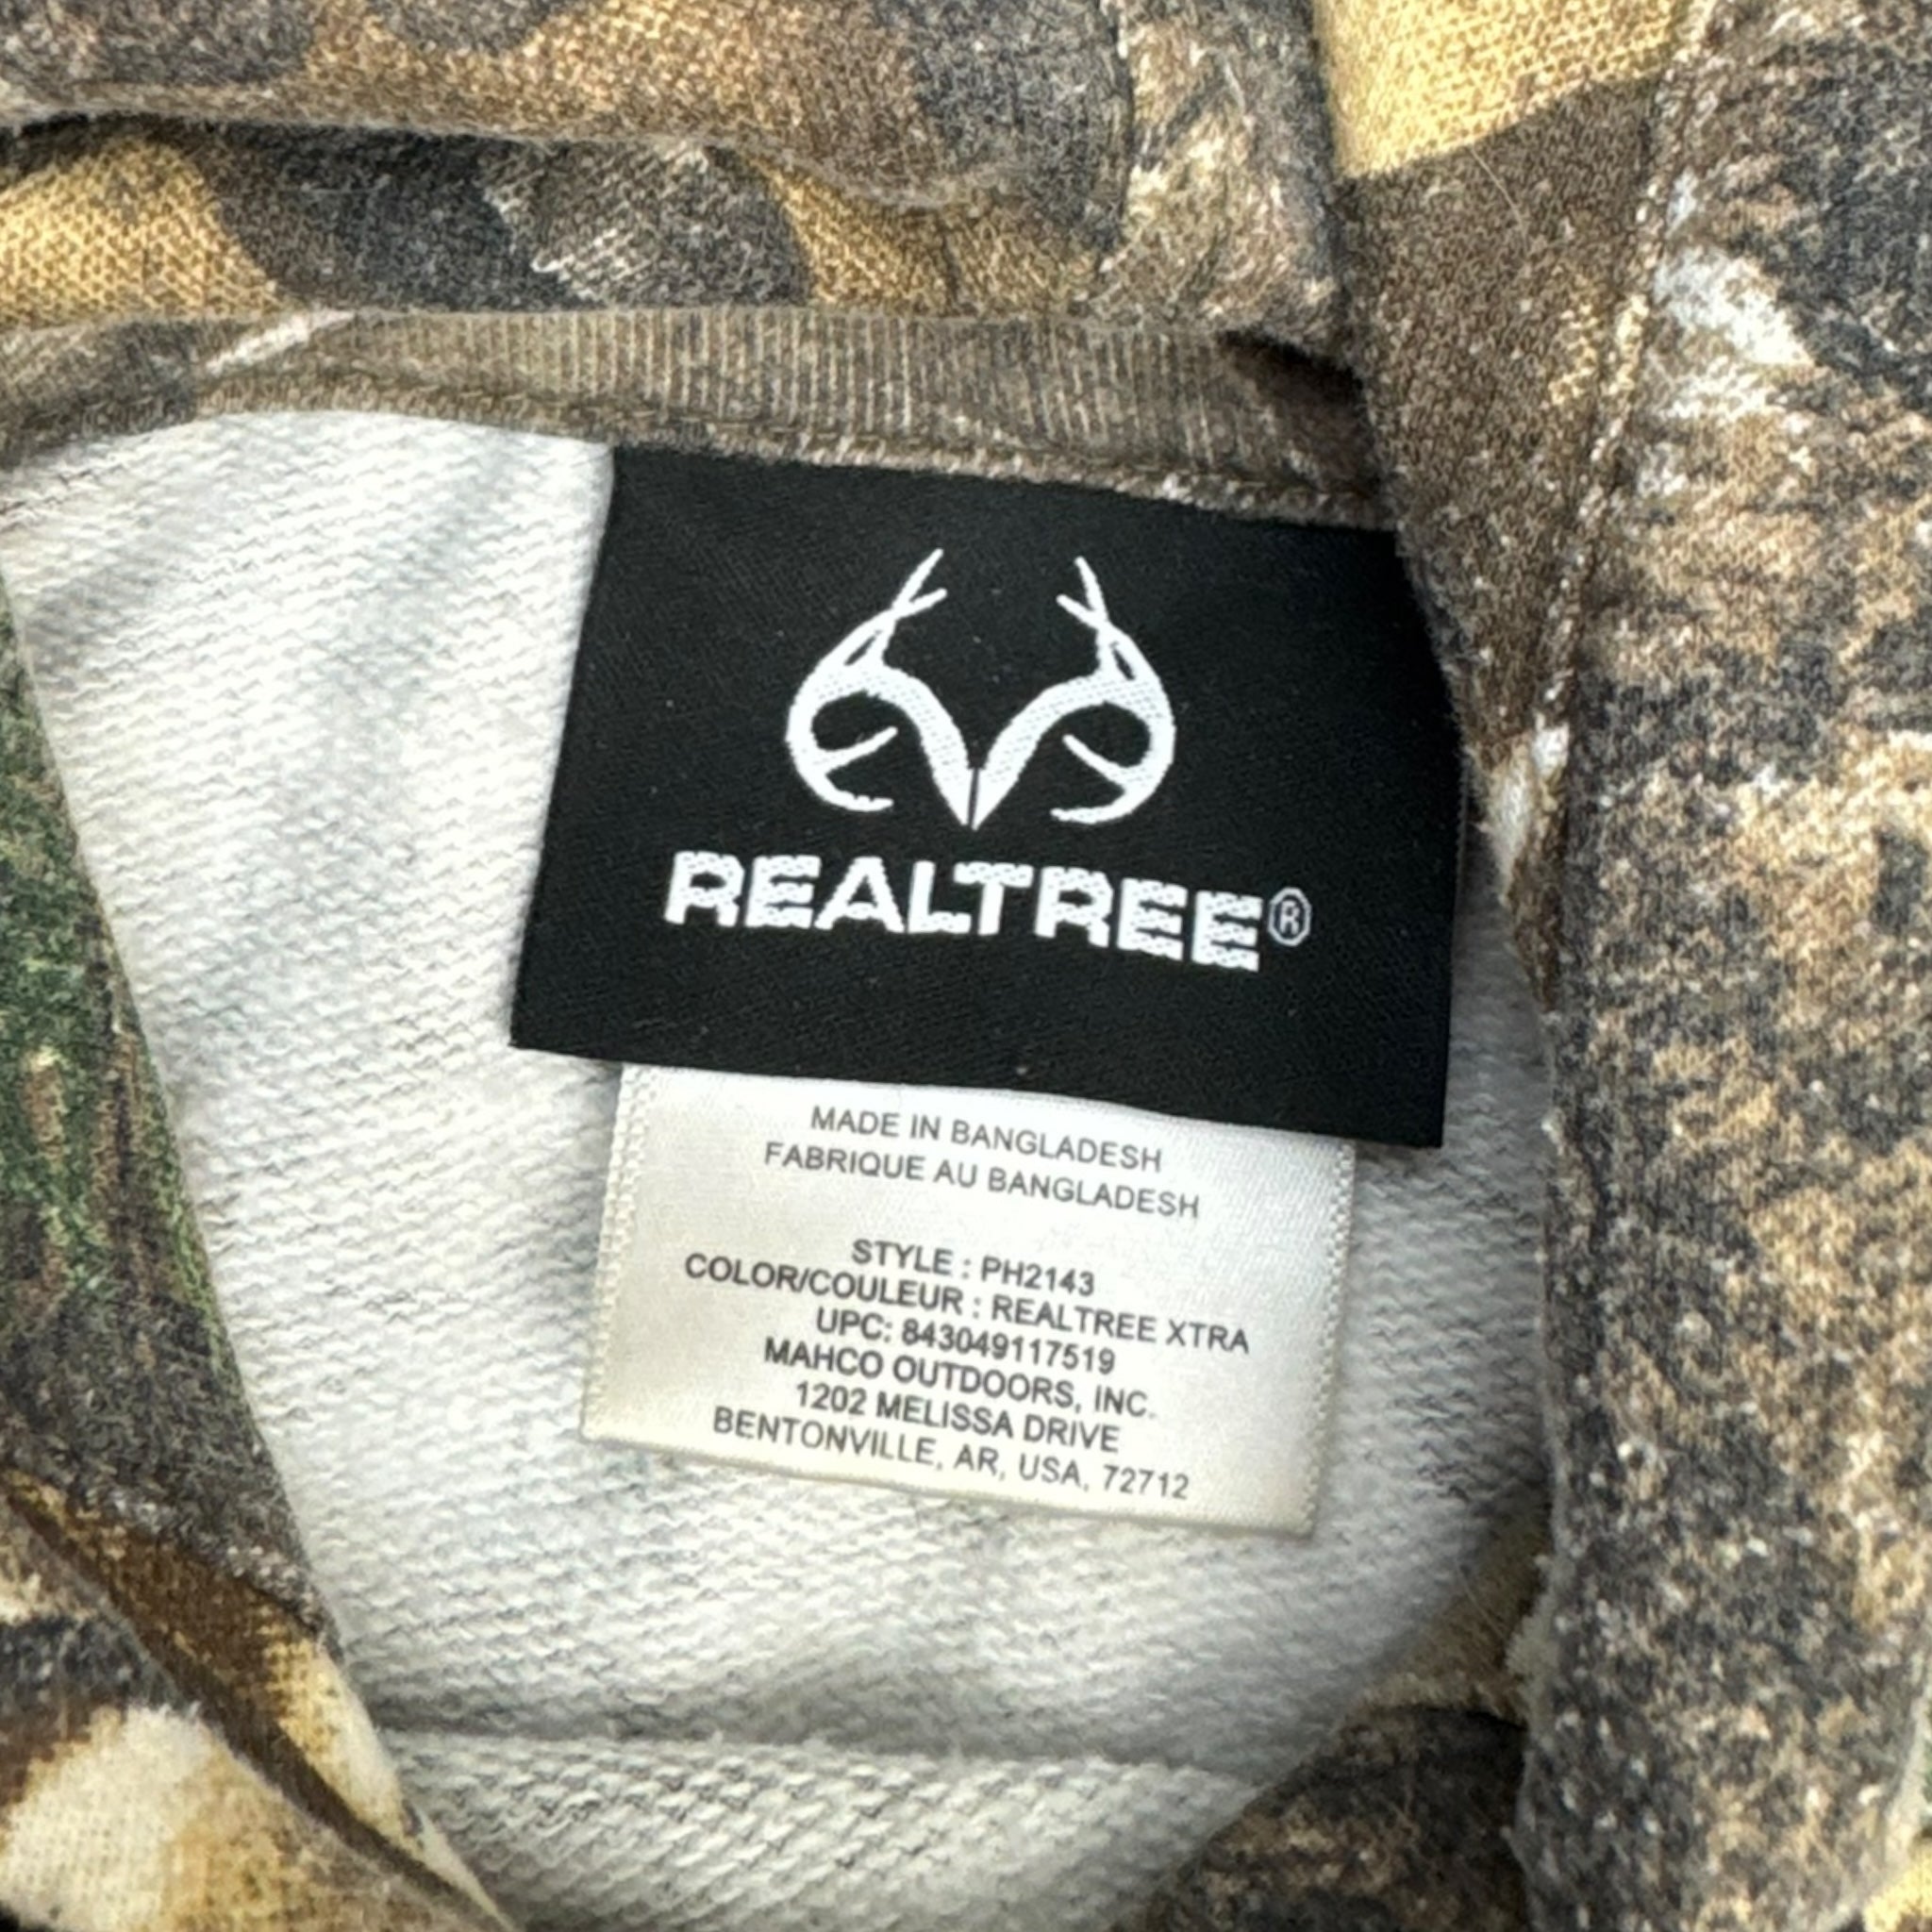 REALTREE®
MADE IN BANGLADESH
FABRIQUE AU BANGLADESH
STYLE : PH2143
COLOR/COULEUR : REALTREE XTRA
UPC: 843049117519
MAHCO OUTDOORS, INC.
1202 MELISSA DRIVE
BENTONVILLE, AR, USA, 72712